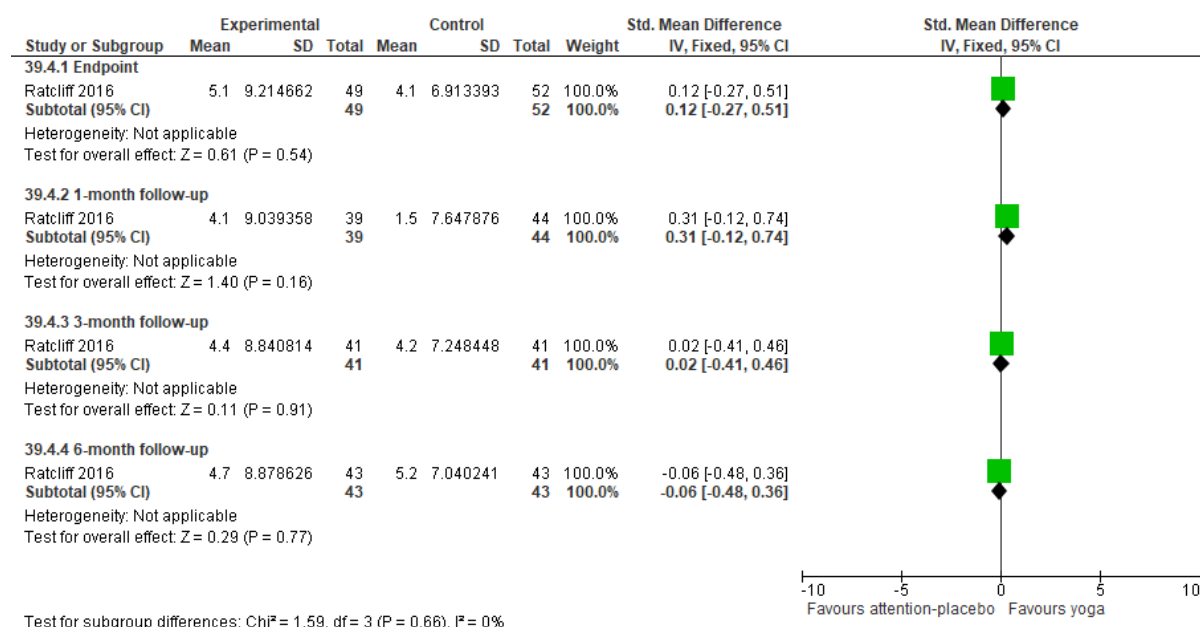 Experimental Control Std. Mean Difference Std. Mean Difference
Study or Subgroup Mean SD Total Mean SD Total Weight IV, Fixed, 95% CI IV, Fixed, 95% CI
39.4.1 Endpoint
Ratcliff 2016 5.1 9.214662 49 4.1 6.913393 52 100.0% 0.12 [-0.27, 0.51]
Subtotal (95% CI) 49 52 100.0% 0.12 [-0.27, 0.51]
Heterogeneity: Not applicable
Test for overall effect: Z = 0.61 (P = 0.54)
39.4.2 1-month follow-up
Ratcliff 2016 4.1 9.039358 39 1.5 7.647876 44 100.0% 0.31 [-0.12, 0.74]
Subtotal (95% CI) 39 44 100.0% 0.31 [-0.12, 0.74]
Heterogeneity: Not applicable
Test for overall effect: Z = 1.40 (P = 0.16)
39.4.3 3-month follow-up
Ratcliff 2016 4.4 8.840814 41 4.2 7.248448 41 100.0% 0.02 [-0.41, 0.46]
Subtotal (95% CI) 41 41 100.0% 0.02 [-0.41, 0.46]
Heterogeneity: Not applicable
Test for overall effect: Z = 0.11 (P = 0.91)
39.4.4 6-month follow-up
Ratcliff 2016 4.7 8.878626 43 5.2 7.040241 43 100.0% -0.06 [-0.48, 0.36]
Subtotal (95% CI) 43 43 100.0% -0.06 [-0.48, 0.36]
Heterogeneity: Not applicable
Test for overall effect: Z = 0.29 (P = 0.77)
-10 -5 0 5 10
Favours attention-placebo Favours yoga
Test for subgroup differences: Chi² = 1.59, df = 3 (P = 0.66), I² = 0%